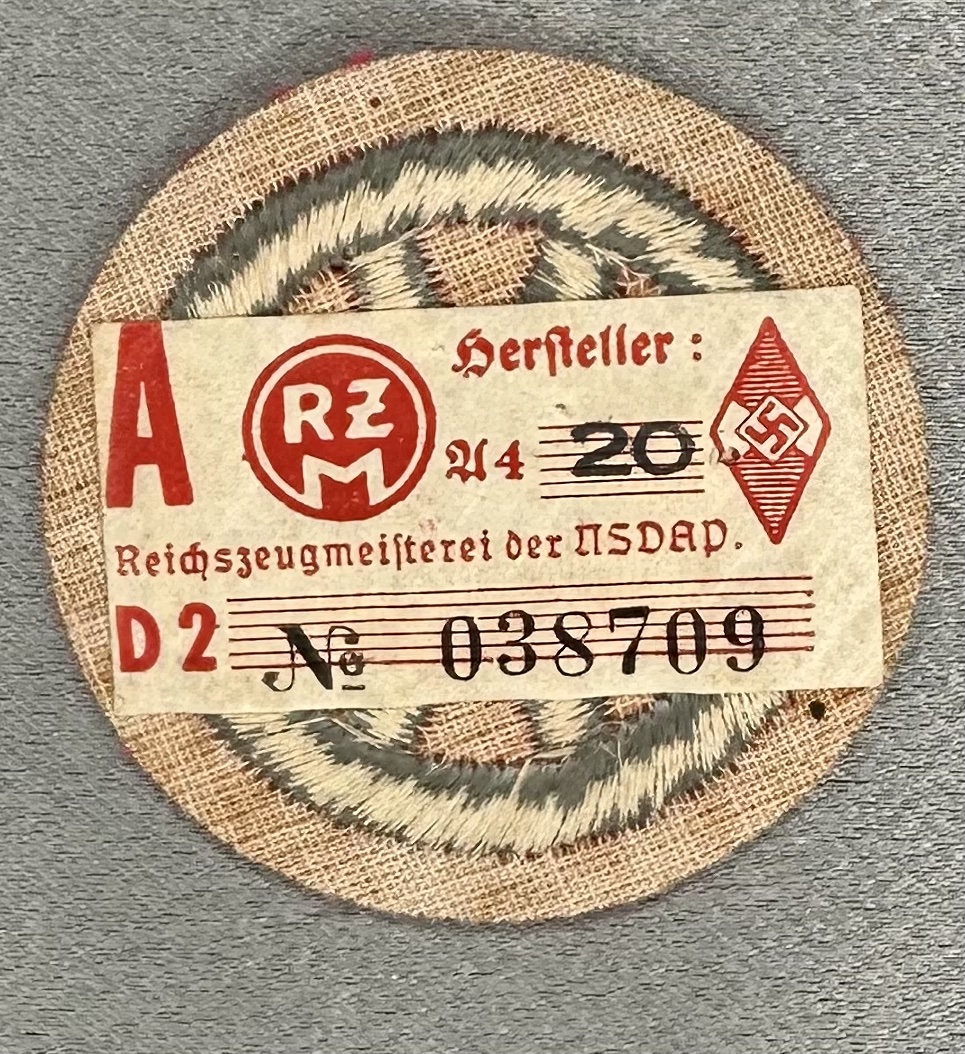 A
RZM
Herſteller:
A4 20
Reichszeugmeiſterei der NSDAP.
D2 № 038709